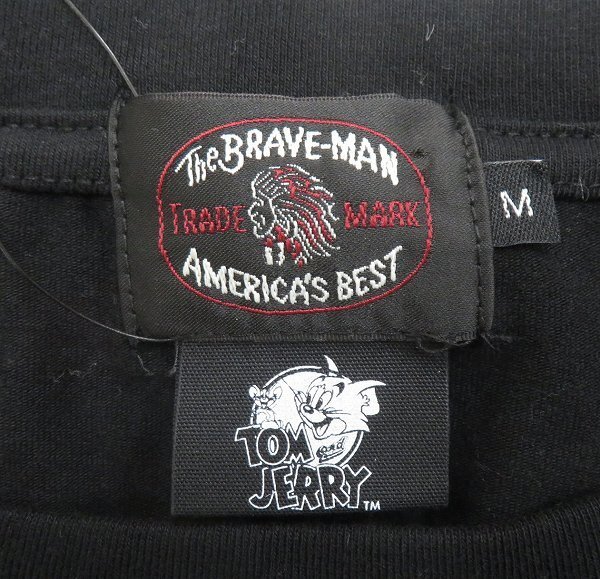 The BRAVE-MAN
TRADE MARK
AMERICA'S BEST
M
TOM and
JERRY TM